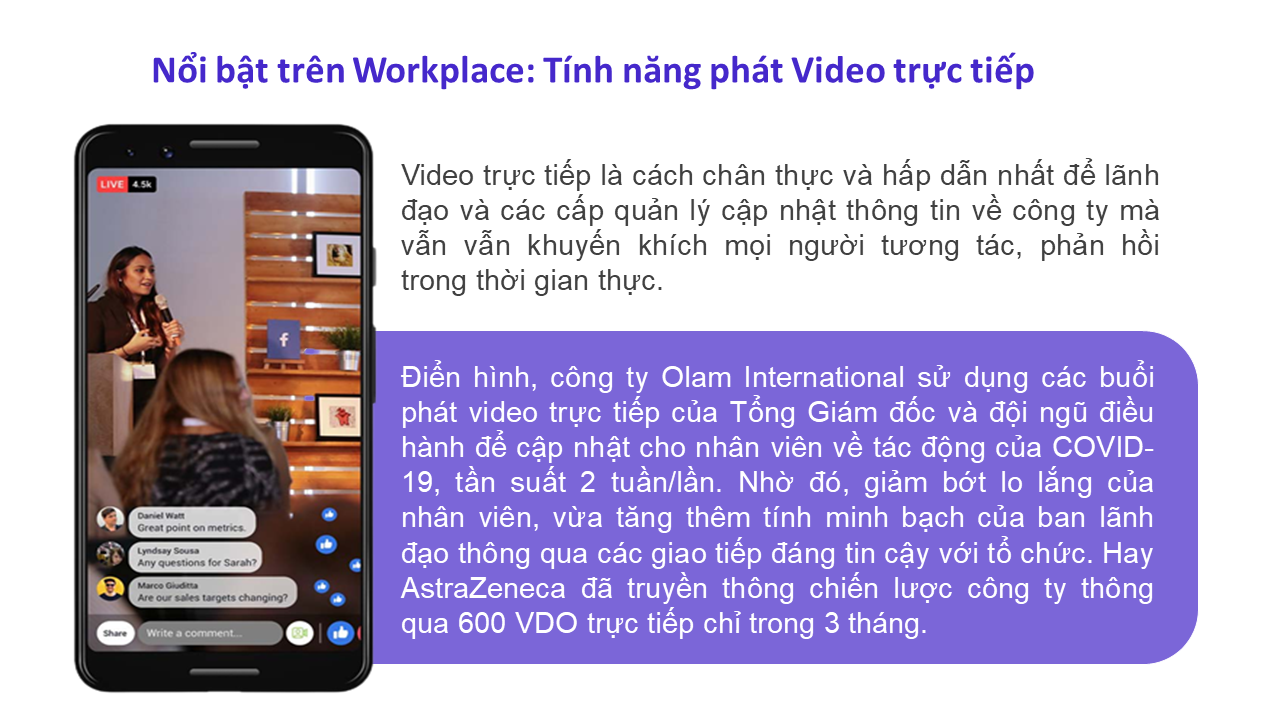 Nổi bật trên Workplace: Tính năng phát Video trực tiếp
LIVE 4.5k
Daniel Watt
Great point on metrics.
Lyndsay Sousa
Any questions for Sarah?
Marco Giuditta
Are our sales targets changing?
Share
Write a comment...
Video trực tiếp là cách chân thực và hấp dẫn nhất để lãnh
đạo và các cấp quản lý cập nhật thông tin về công ty mà
vẫn vẫn khuyến khích mọi người tương tác, phản hồi
trong thời gian thực.
Điển hình, công ty Olam International sử dụng các buổi
phát video trực tiếp của Tổng Giám đốc và đội ngũ điều
hành để cập nhật cho nhân viên về tác động của COVID-
19, tần suất 2 tuần/lần. Nhờ đó, giảm bớt lo lắng của
nhân viên, vừa tăng thêm tính minh bạch của ban lãnh
đạo thông qua các giao tiếp đáng tin cậy với tổ chức. Hay
AstraZeneca đã truyền thông chiến lược công ty thông
qua 600 VDO trực tiếp chỉ trong 3 tháng.